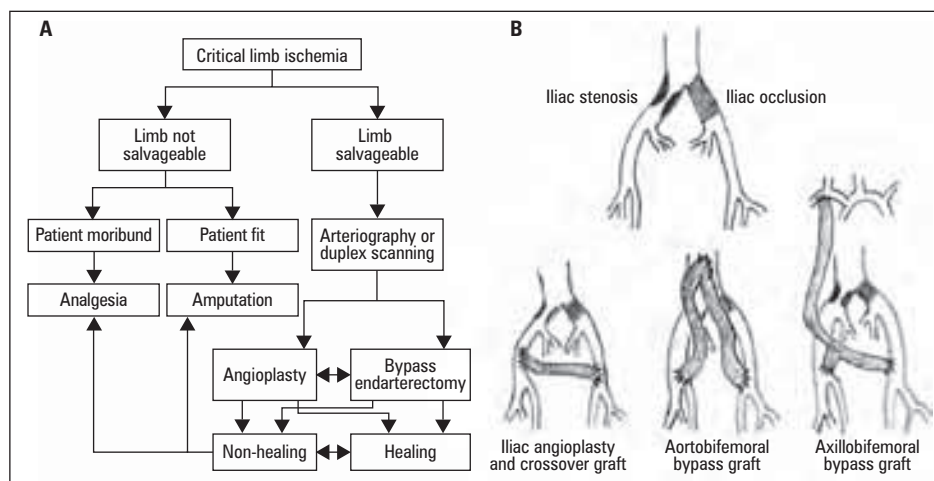 A
Critical limb ischemia
Limb not
salvageable
Limb
salvageable
Patient moribund
Patient fit
Arteriography or
duplex scanning
Analgesia
Amputation
Angioplasty
Bypass
endarterectomy
Non-healing
Healing
B
Iliac stenosis
Iliac occlusion
Iliac angioplasty
and crossover graft
Aortobifemoral
bypass graft
Axillobifemoral
bypass graft